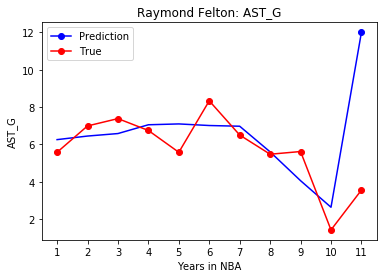 Raymond Felton: AST_G
Prediction
True
12
10
8
6
4
2
AST_G
1 2 3 4 5 6 7 8 9 10 11
Years in NBA